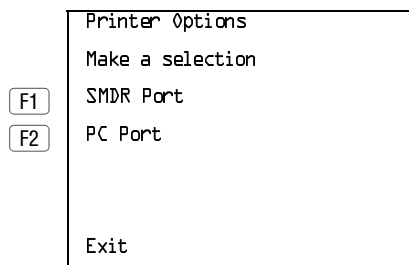 Printer Options
Make a selection
F1 SMDR Port
F2 PC Port
Exit